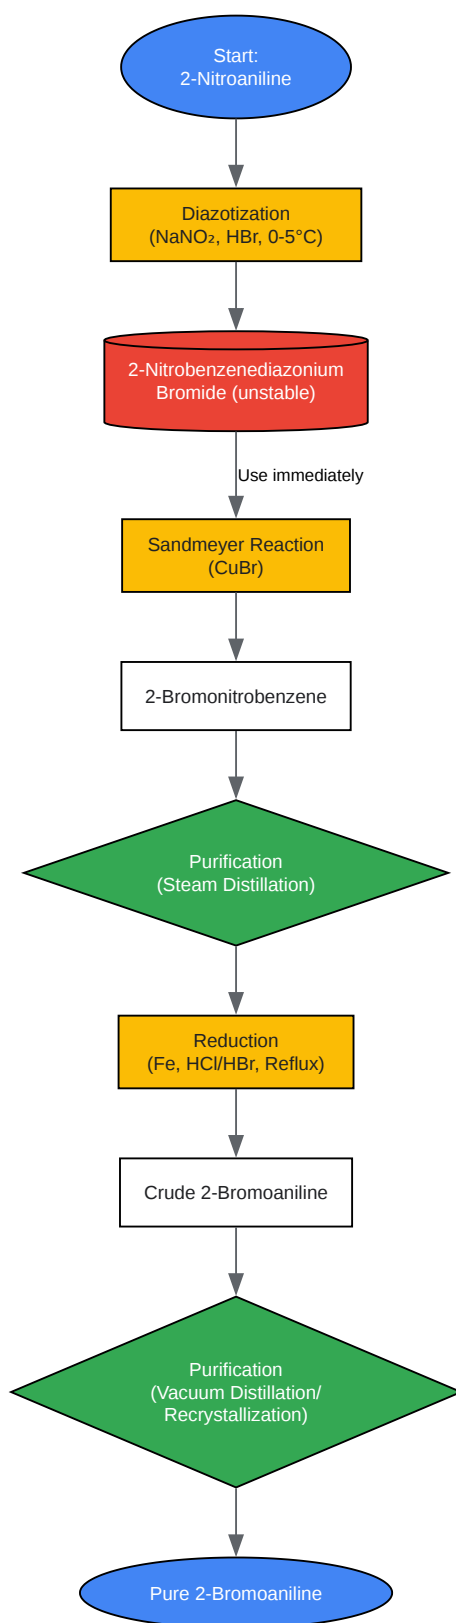 Start:
2-Nitroaniline
Diazotization
(NaNO₂, HBr, 0-5°C)
2-Nitrobenzenediazonium
Bromide (unstable)
Use immediately
Sandmeyer Reaction
(CuBr)
2-Bromonitrobenzene
Purification
(Steam Distillation)
Reduction
(Fe, HCl/HBr, Reflux)
Crude 2-Bromoaniline
Purification
(Vacuum Distillation/
Recrystallization)
Pure 2-Bromoaniline